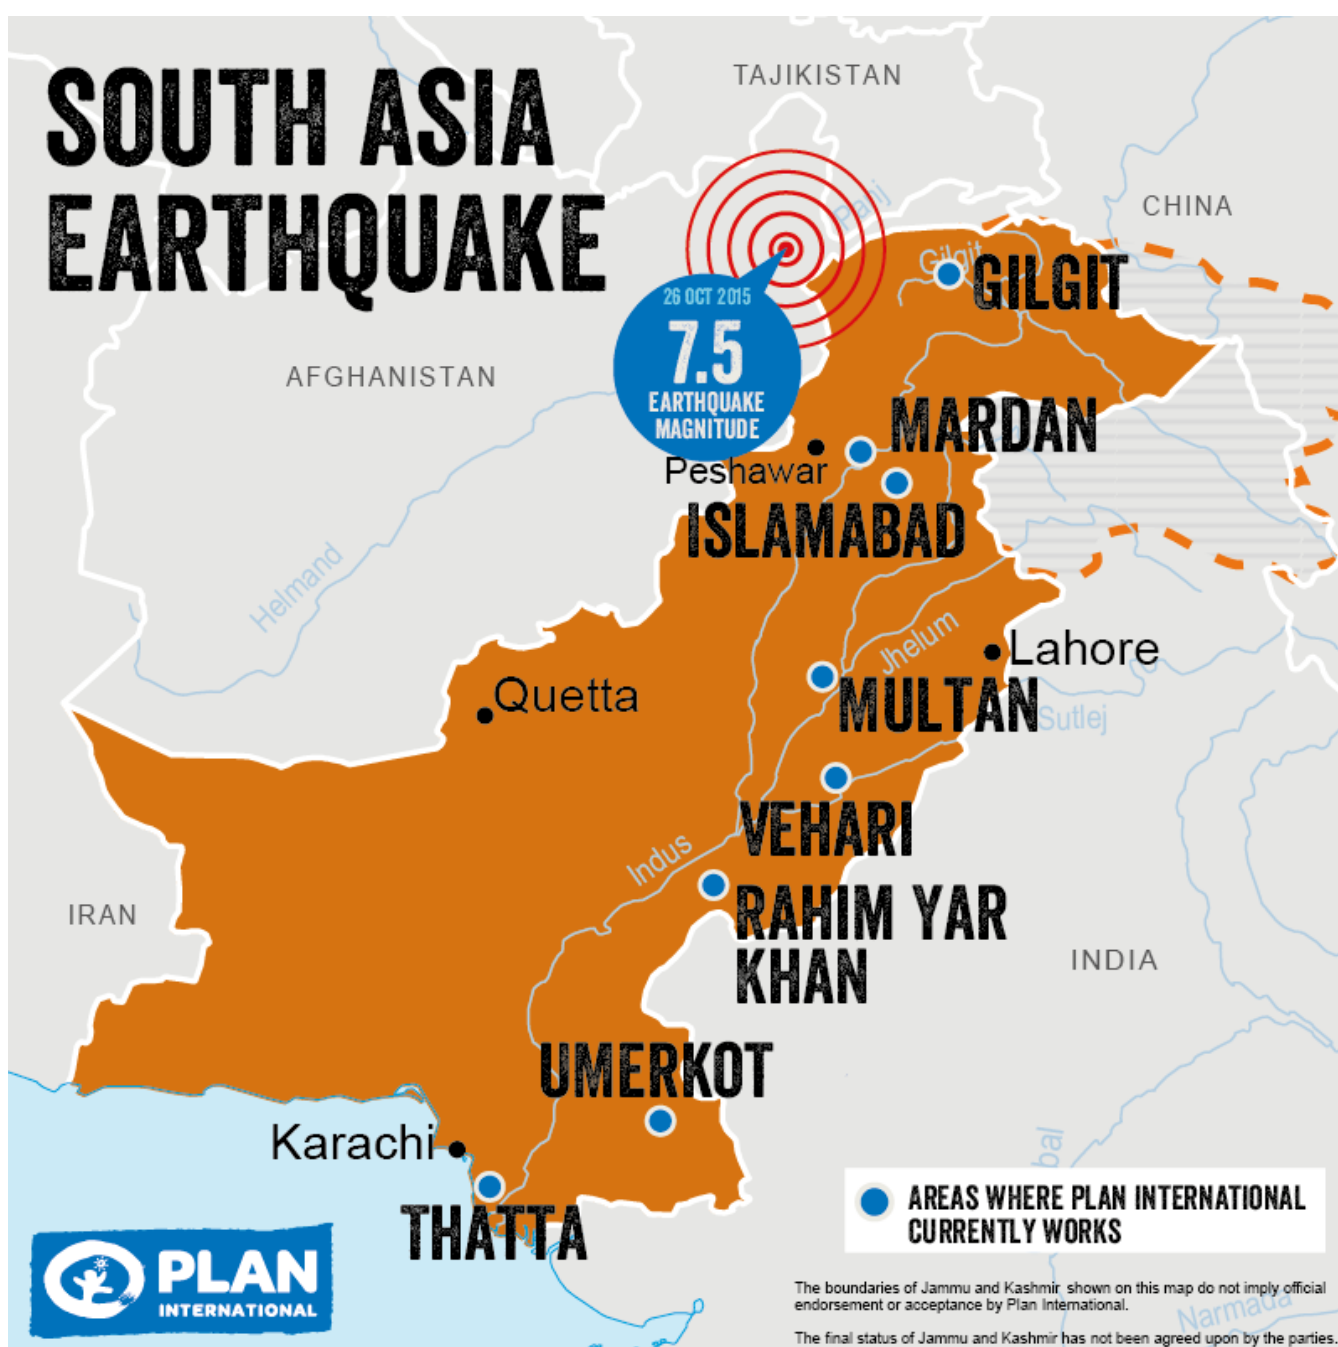 SOUTH ASIA
EARTHQUAKE
TAJIKISTAN
CHINA
Panj
Gilgit
GILGIT
26 OCT 2015
7.5
EARTHQUAKE
MAGNITUDE
AFGHANISTAN
MARDAN
Peshawar
ISLAMABAD
Helmand
Jhelum
Lahore
Quetta
MULTAN
Sutlej
VEHARI
Indus
RAHIM YAR
KHAN
IRAN
INDIA
UMERKOT
Karachi
THATTA
bal
AREAS WHERE PLAN INTERNATIONAL
CURRENTLY WORKS
PLAN
INTERNATIONAL
The boundaries of Jammu and Kashmir shown on this map do not imply official
endorsement or acceptance by Plan International.
Narmada
The final status of Jammu and Kashmir has not been agreed upon by the parties.